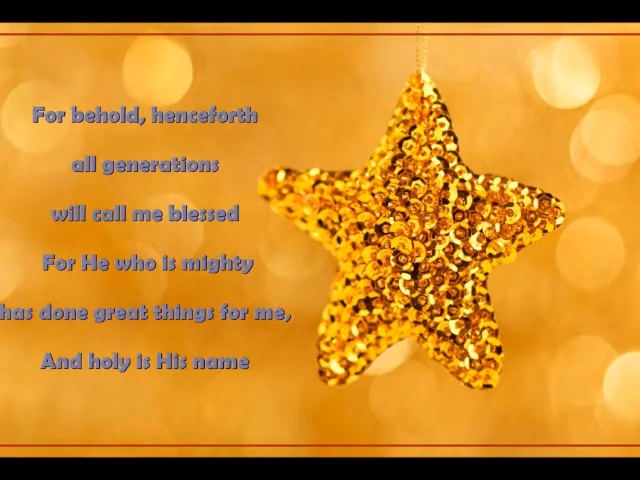 For behold, henceforth
all generations
will call me blessed
For He who is mighty
has done great things for me,
And holy is His name